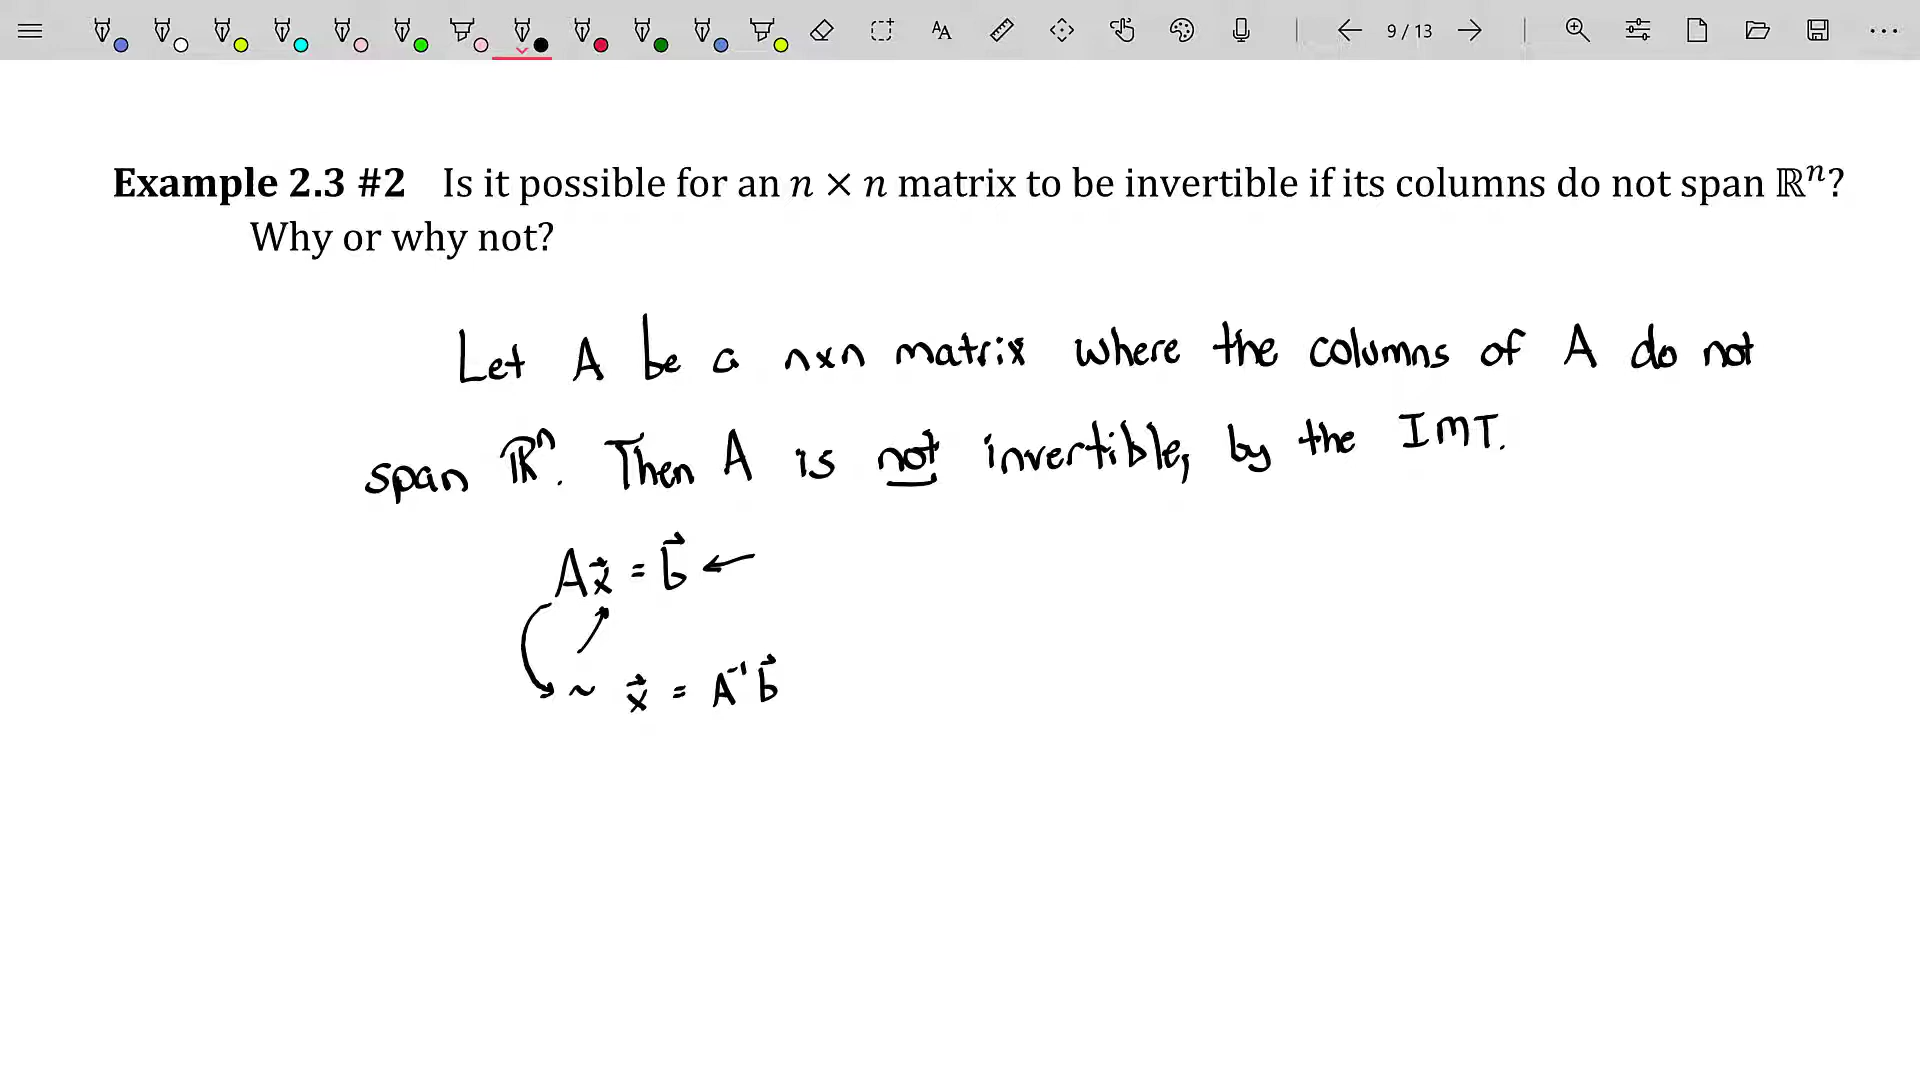 9 / 13
Example 2.3 #2 Is it possible for an n × n matrix to be invertible if its columns do not span ℝⁿ?
Why or why not?
Let A be a n×n matrix where the columns of A do not
span ℝⁿ. Then A is not invertible, by the IMT.
Ax⃗ = b⃗ ←
~ x⃗ = A⁻¹b⃗